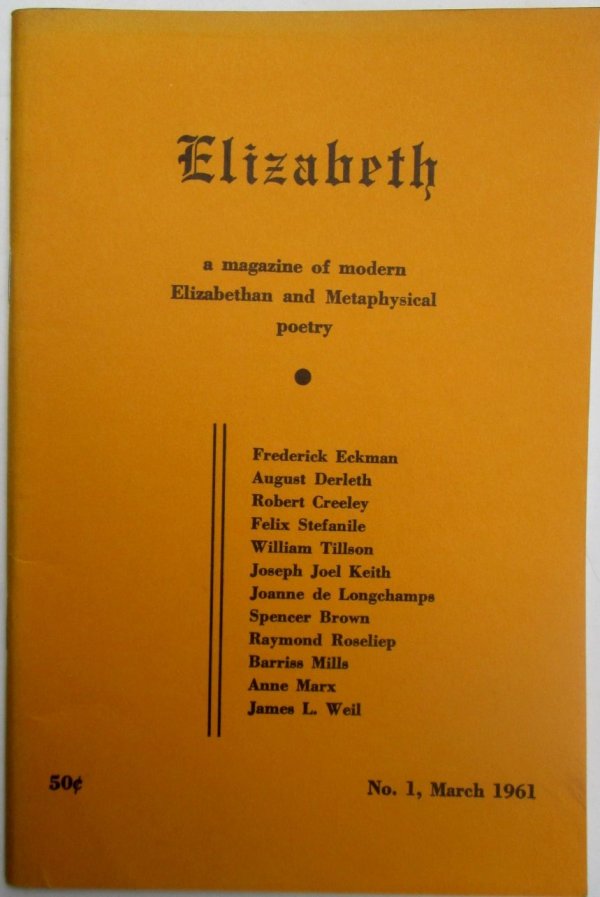 Elizabeth
a magazine of modern
Elizabethan and Metaphysical
poetry
Frederick Eckman
August Derleth
Robert Creeley
Felix Stefanile
William Tillson
Joseph Joel Keith
Joanne de Longchamps
Spencer Brown
Raymond Roseliep
Barriss Mills
Anne Marx
James L. Weil
50¢
No. 1, March 1961